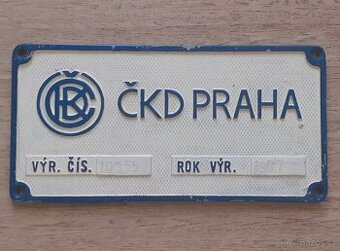 ČKD PRAHA
VÝR. ČÍS.
ROK VÝR.